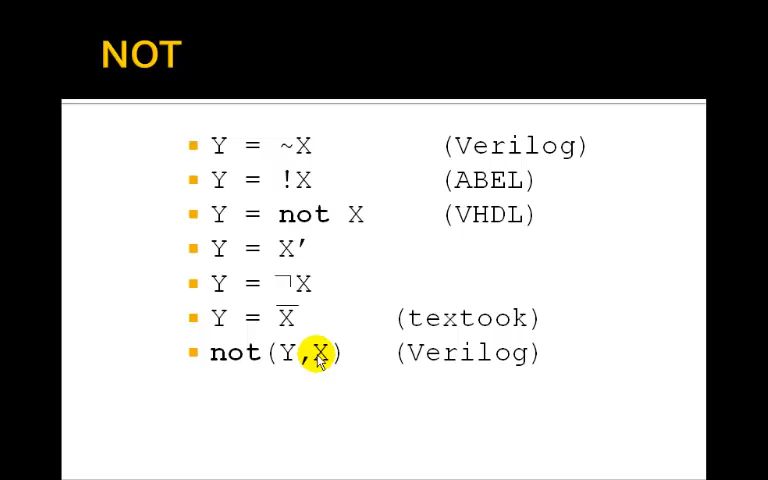 NOT
Y = ~X (Verilog)
Y = !X (ABEL)
Y = not X (VHDL)
Y = X'
Y = ¬X
Y = X̅ (textook)
not(Y,X) (Verilog)